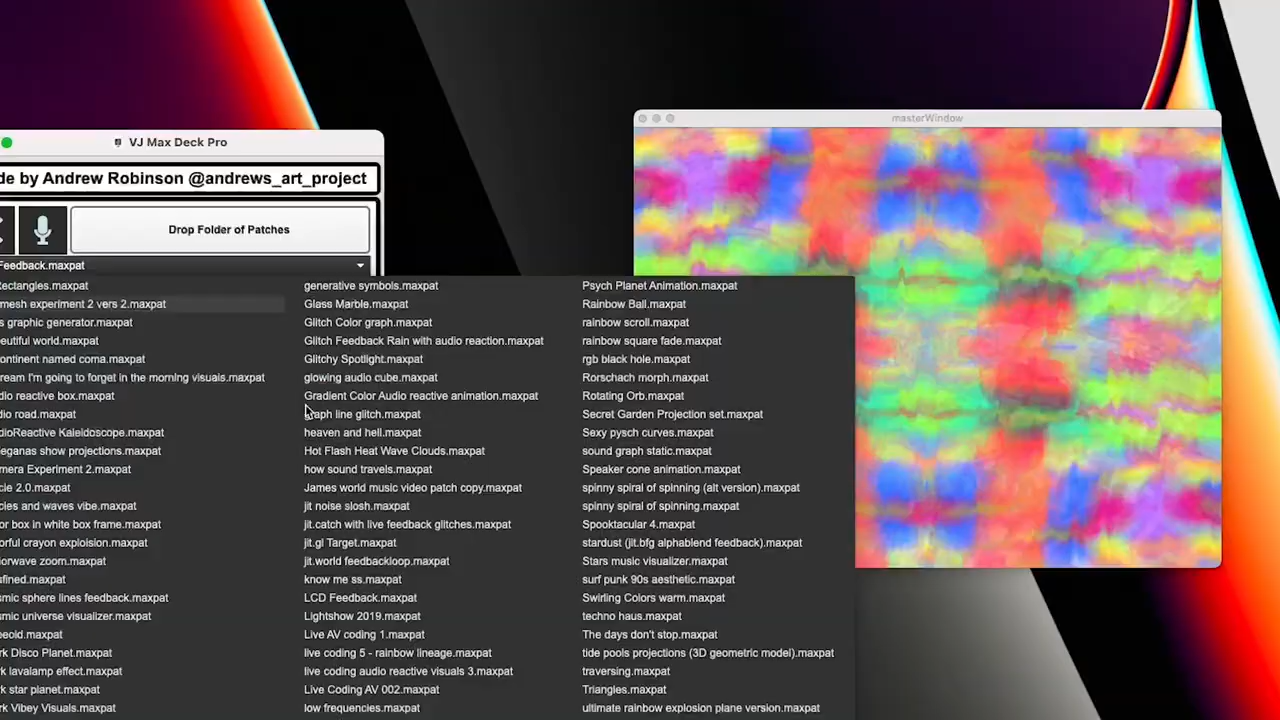 VJ Max Deck Pro
de by Andrew Robinson @andrews_art_project
Drop Folder of Patches
Feedback.maxpat
Rectangles.maxpat
mesh experiment 2 vers 2.maxpat
s graphic generator.maxpat
eutiful world.maxpat
ontinent named coma.maxpat
ream I'm going to forget in the morning visuals.maxpat
dio reactive box.maxpat
dio road.maxpat
dioReactive Kaleidoscope.maxpat
eganas show projections.maxpat
mera Experiment 2.maxpat
cle 2.0.maxpat
cles and waves vibe.maxpat
or box in white box frame.maxpat
orful crayon exploision.maxpat
orwave zoom.maxpat
sfined.maxpat
smic sphere lines feedback.maxpat
smic universe visualizer.maxpat
eeoid.maxpat
rk Disco Planet.maxpat
rk lavalamp effect.maxpat
rk star planet.maxpat
rk Vibey Visuals.maxpat
generative symbols.maxpat
Glass Marble.maxpat
Glitch Color graph.maxpat
Glitch Feedback Rain with audio reaction.maxpat
Glitchy Spotlight.maxpat
glowing audio cube.maxpat
Gradient Color Audio reactive animation.maxpat
graph line glitch.maxpat
heaven and hell.maxpat
Hot Flash Heat Wave Clouds.maxpat
how sound travels.maxpat
James world music video patch copy.maxpat
jit noise slosh.maxpat
jit.catch with live feedback glitches.maxpat
jit.gl Target.maxpat
jit.world feedbackloop.maxpat
know me ss.maxpat
LCD Feedback.maxpat
Lightshow 2019.maxpat
Live AV coding 1.maxpat
live coding 5 - rainbow lineage.maxpat
live coding audio reactive visuals 3.maxpat
Live Coding AV 002.maxpat
low frequencies.maxpat
Psych Planet Animation.maxpat
Rainbow Ball.maxpat
rainbow scroll.maxpat
rainbow square fade.maxpat
rgb black hole.maxpat
Rorschach morph.maxpat
Rotating Orb.maxpat
Secret Garden Projection set.maxpat
Sexy pysch curves.maxpat
sound graph static.maxpat
Speaker cone animation.maxpat
spinny spiral of spinning (alt version).maxpat
spinny spiral of spinning.maxpat
Spooktacular 4.maxpat
stardust (jit.bfg alphablend feedback).maxpat
Stars music visualizer.maxpat
surf punk 90s aesthetic.maxpat
Swirling Colors warm.maxpat
techno haus.maxpat
The days don't stop.maxpat
tide pools projections (3D geometric model).maxpat
traversing.maxpat
Triangles.maxpat
ultimate rainbow explosion plane version.maxpat
masterWindow